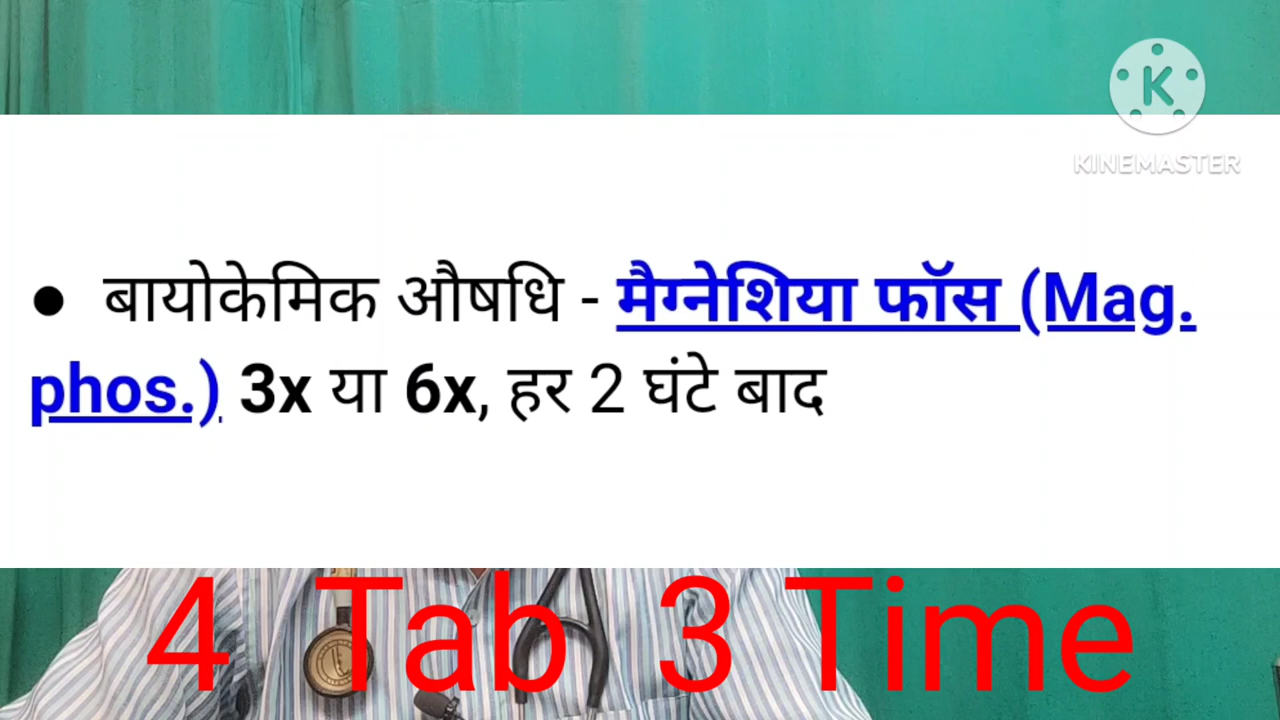 K
KINEMASTER
● बायोकेमिक औषधि - मैग्नेशिया फॉस (Mag.
phos.) 3x या 6x, हर 2 घंटे बाद
4 Tab 3 Time